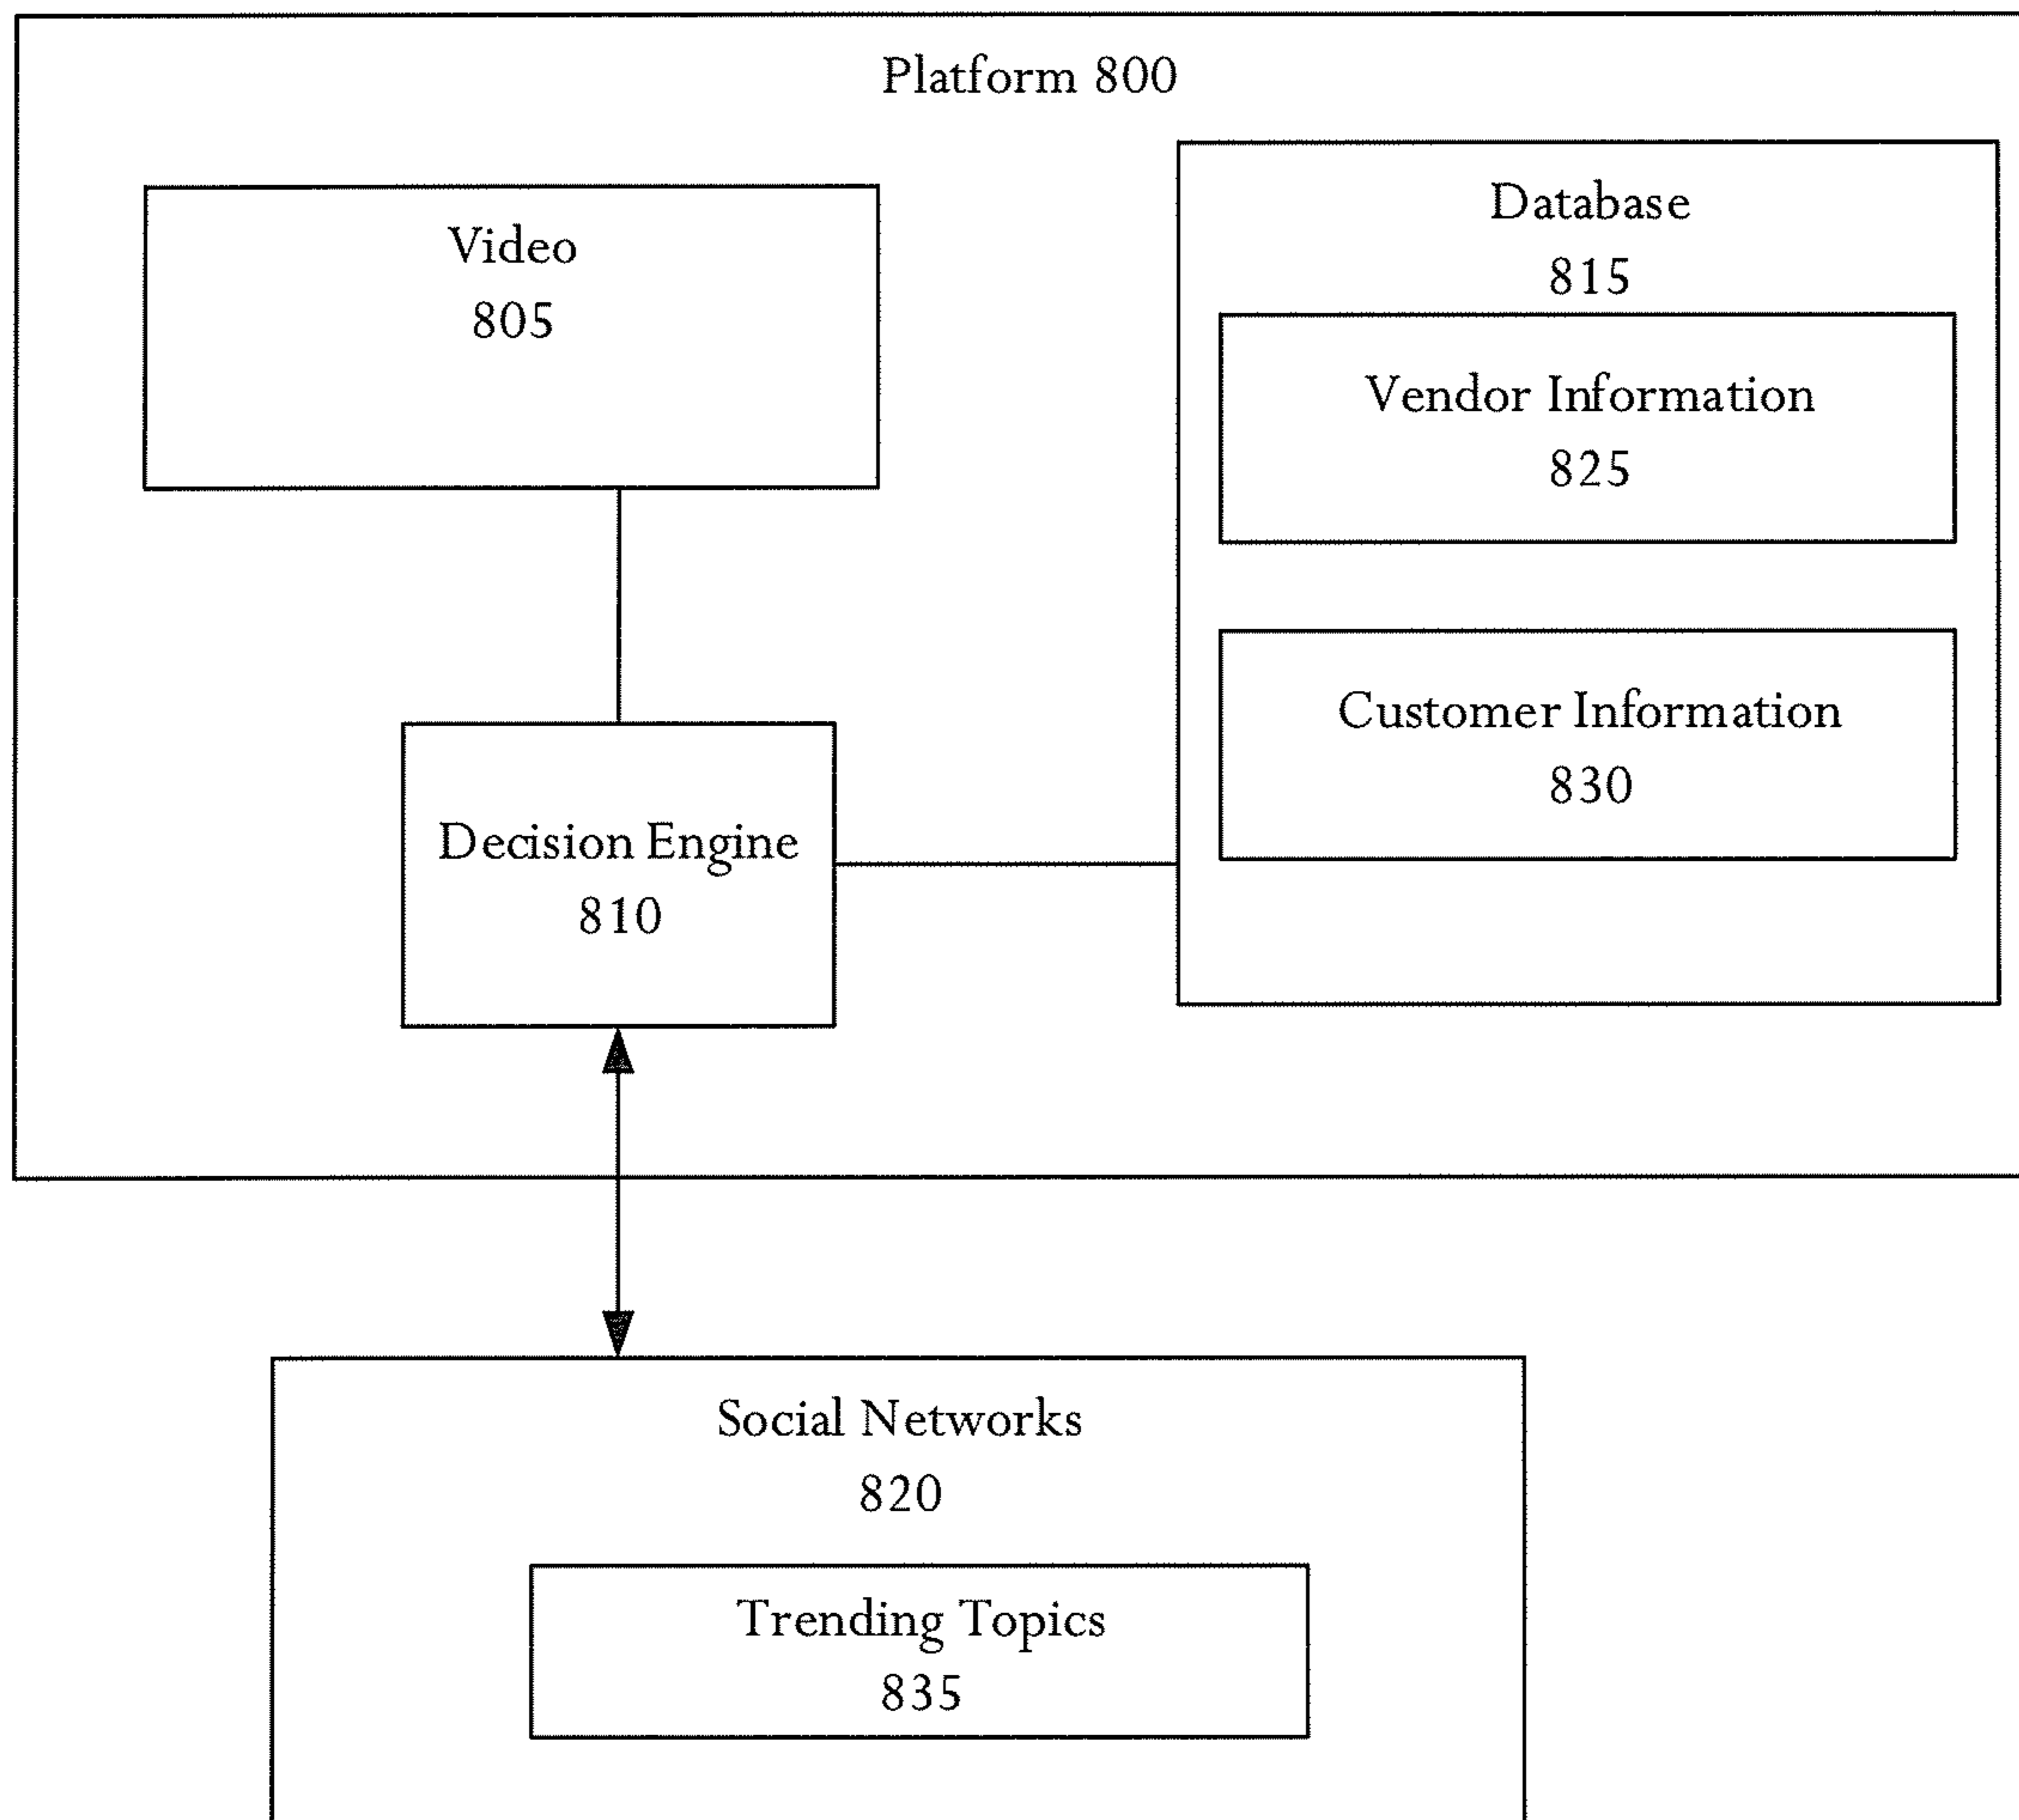 Platform 800
Video
805
Database
815
Vendor Information
825
Customer Information
830
Decision Engine
810
Social Networks
820
Trending Topics
835